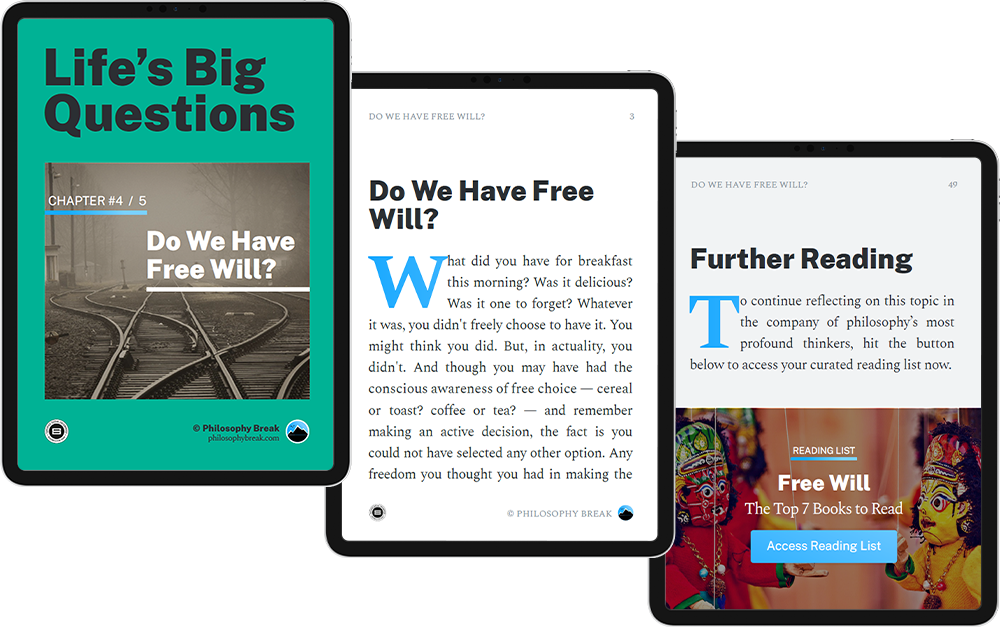 Life's Big
Questions
CHAPTER #4 / 5
Do We Have
Free Will?
© Philosophy Break
philosophybreak.com
DO WE HAVE FREE WILL? 3
Do We Have Free
Will?
What did you have for breakfast
this morning? Was it delicious?
Was it one to forget? Whatever
it was, you didn't freely choose to have it. You
might think you did. But, in actuality, you
didn't. And though you may have had the
conscious awareness of free choice — cereal
or toast? coffee or tea? — and remember
making an active decision, the fact is you
could not have selected any other option. Any
freedom you thought you had in making the
© PHILOSOPHY BREAK
DO WE HAVE FREE WILL? 49
Further Reading
To continue reflecting on this topic in
the company of philosophy's most
profound thinkers, hit the button
below to access your curated reading list now.
READING LIST
Free Will
The Top 7 Books to Read
Access Reading List